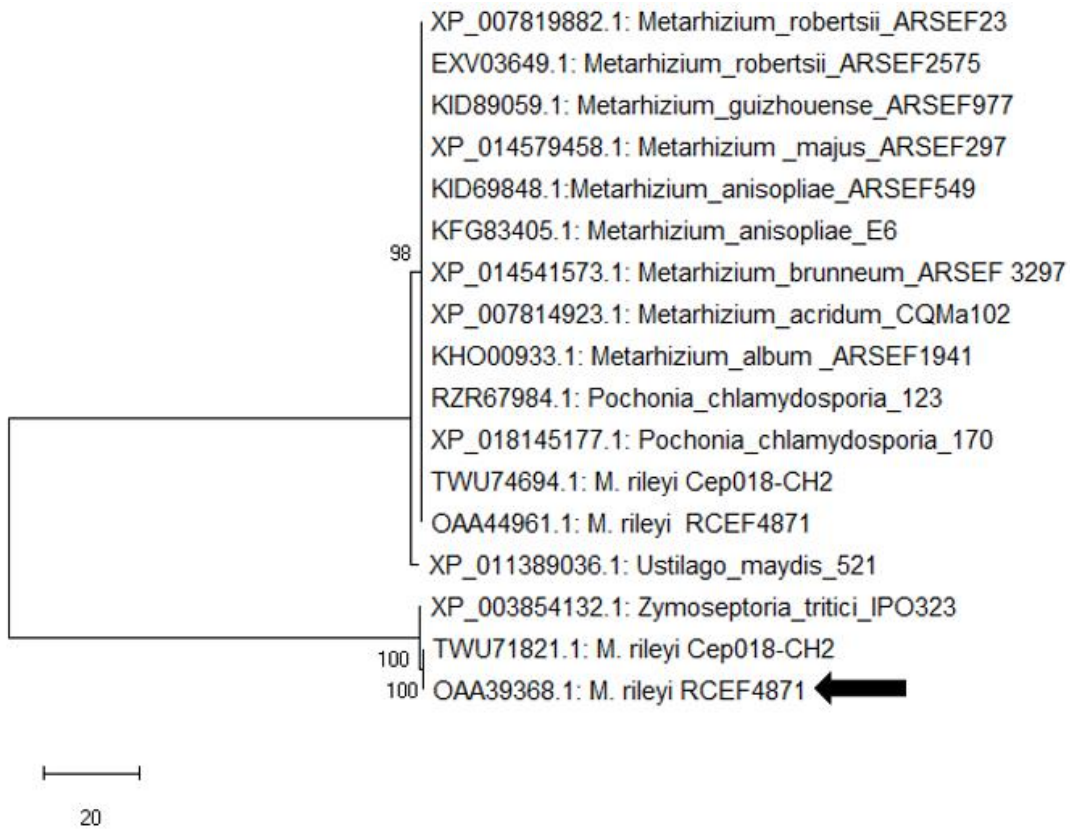 XP_007819882.1: Metarhizium_robertsii_ARSEF23
EXV03649.1: Metarhizium_robertsii_ARSEF2575
KID89059.1: Metarhizium_guizhouense_ARSEF977
XP_014579458.1: Metarhizium _majus_ARSEF297
KID69848.1:Metarhizium_anisopliae_ARSEF549
KFG83405.1: Metarhizium_anisopliae_E6
98
XP_014541573.1: Metarhizium_brunneum_ARSEF 3297
XP_007814923.1: Metarhizium_acridum_CQMa102
KHO00933.1: Metarhizium_album _ARSEF1941
RZR67984.1: Pochonia_chlamydosporia_123
XP_018145177.1: Pochonia_chlamydosporia_170
TWU74694.1: M. rileyi Cep018-CH2
OAA44961.1: M. rileyi  RCEF4871
XP_011389036.1: Ustilago_maydis_521
XP_003854132.1: Zymoseptoria_tritici_IPO323
TWU71821.1: M. rileyi Cep018-CH2
100
100
OAA39368.1: M. rileyi RCEF4871
20